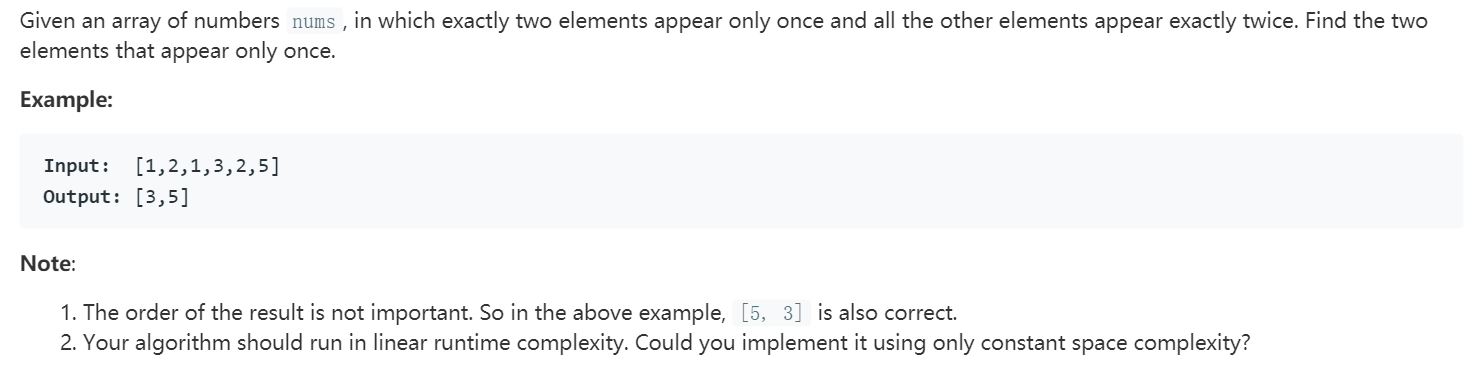 Given an array of numbers nums , in which exactly two elements appear only once and all the other elements appear exactly twice. Find the two
elements that appear only once.
Example:
Input:  [1,2,1,3,2,5]
Output: [3,5]
Note:
1. The order of the result is not important. So in the above example, [5, 3] is also correct.
2. Your algorithm should run in linear runtime complexity. Could you implement it using only constant space complexity?